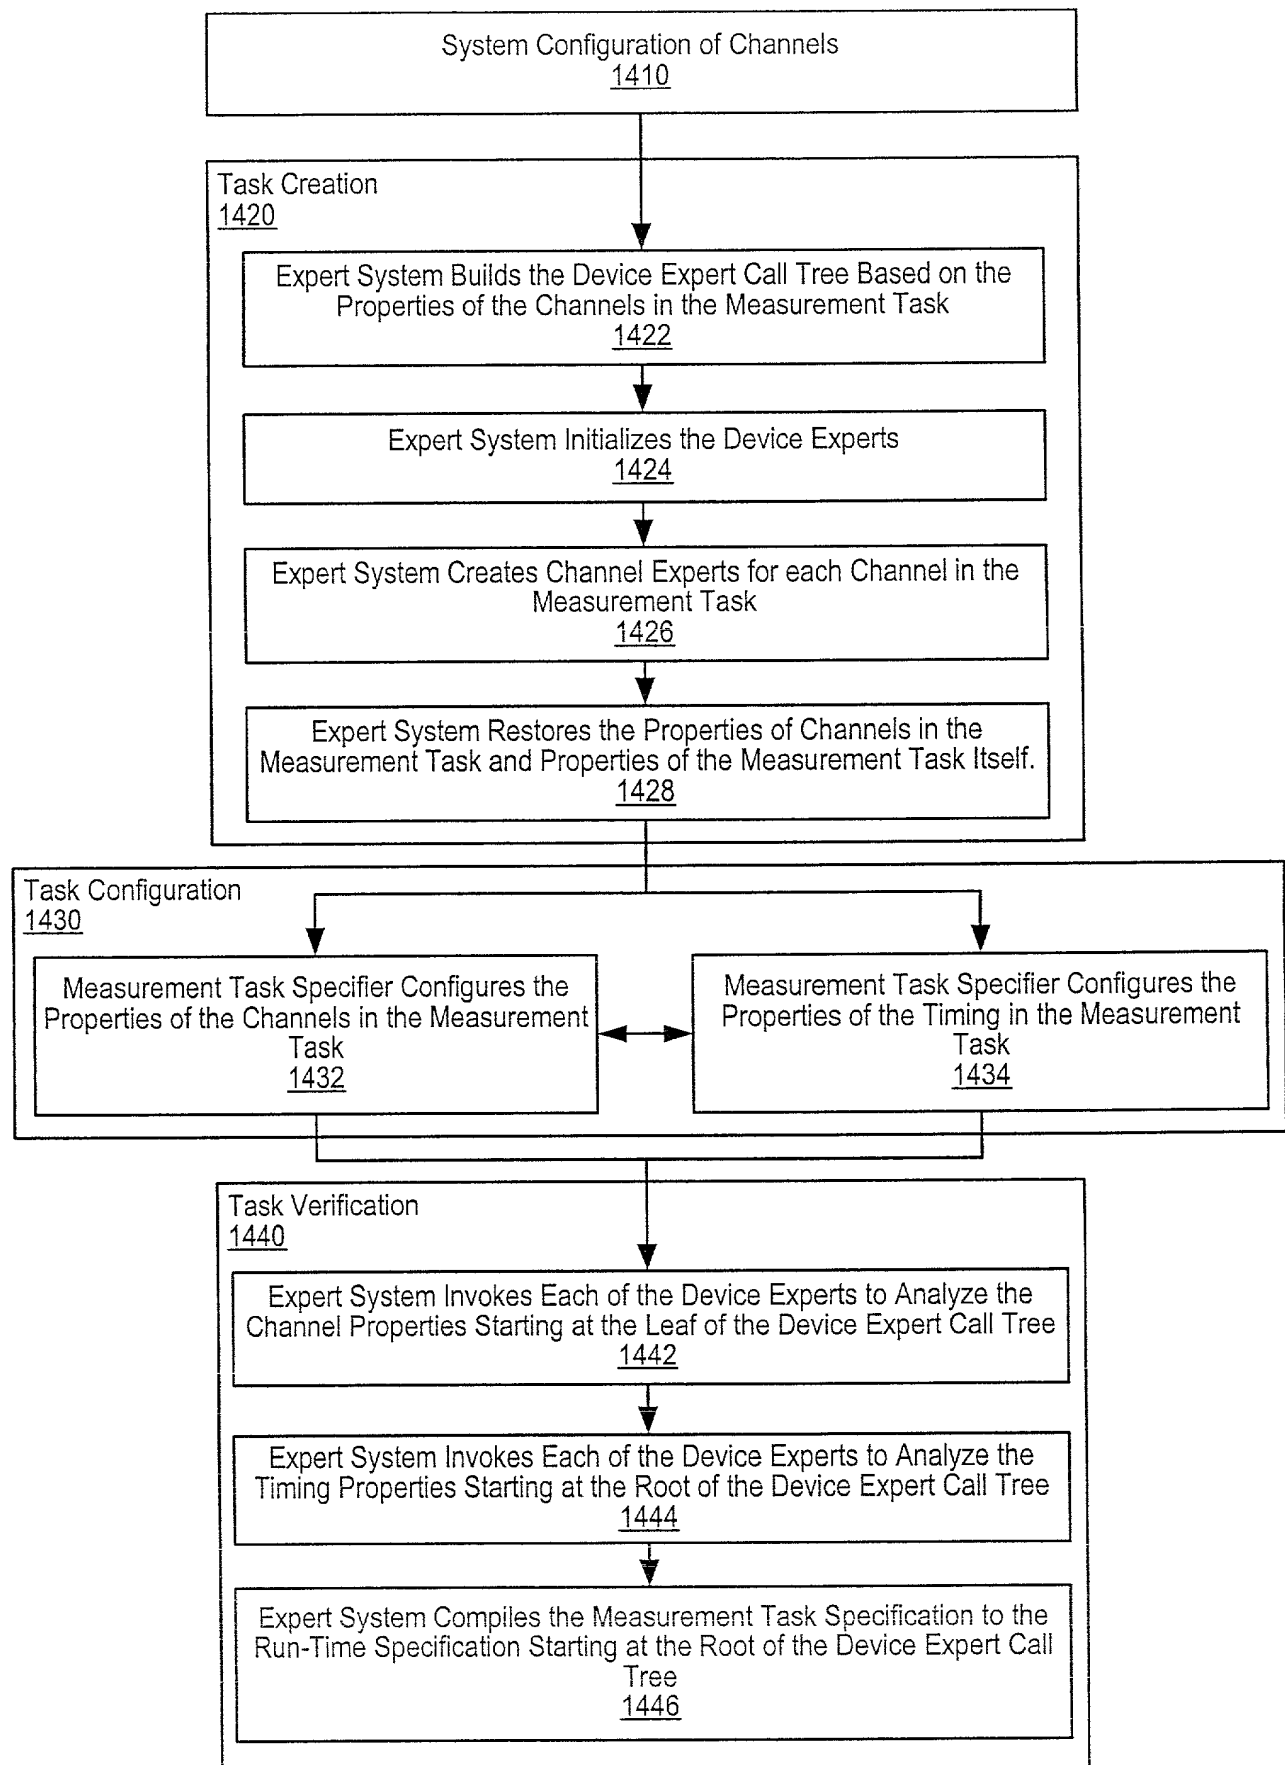 System Configuration of Channels
1410
Task Creation
1420
Expert System Builds the Device Expert Call Tree Based on the
Properties of the Channels in the Measurement Task
1422
Expert System Initializes the Device Experts
1424
Expert System Creates Channel Experts for each Channel in the
Measurement Task
1426
Expert System Restores the Properties of Channels in the
Measurement Task and Properties of the Measurement Task Itself.
1428
Task Configuration
1430
Measurement Task Specifier Configures the
Properties of the Channels in the Measurement
Task
1432
Measurement Task Specifier Configures the
Properties of the Timing in the Measurement
Task
1434
Task Verification
1440
Expert System Invokes Each of the Device Experts to Analyze the
Channel Properties Starting at the Leaf of the Device Expert Call Tree
1442
Expert System Invokes Each of the Device Experts to Analyze the
Timing Properties Starting at the Root of the Device Expert Call Tree
1444
Expert System Compiles the Measurement Task Specification to the
Run-Time Specification Starting at the Root of the Device Expert Call
Tree
1446